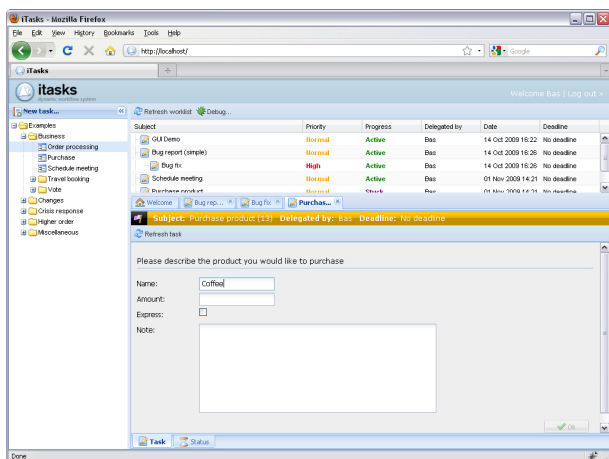 iTasks - Mozilla Firefox
File Edit View History Bookmarks Tools Help
http://localhost/
Google
iTasks
itasks
dynamic workflow system
Welcome Bas | Log out >
New task...
Refresh worklist Debug...
Examples
Business
Order processing
Purchase
Schedule meeting
Travel booking
Vote
Changes
Crisis response
Higher order
Miscellaneous
Subject Priority Progress Delegated by Date Deadline
GUI Demo Normal Active Bas 14 Oct 2009 16:22 No deadline
Bug report (simple) Normal Active Bas 14 Oct 2009 16:26 No deadline
Bug fix High Active Bas 14 Oct 2009 16:26 No deadline
Schedule meeting Normal Active Bas 01 Nov 2009 14:21 No deadline
Purchase product Normal Stuck Bas 01 Nov 2009 14:21 No deadline
Welcome Bug rep... Bug fix Purchas...
Subject: Purchase product (13) Delegated by: Bas Deadline: No deadline
Refresh task
Please describe the product you would like to purchase
Name: Coffee
Amount:
Express:
Note:
Ok
Task Status
Done